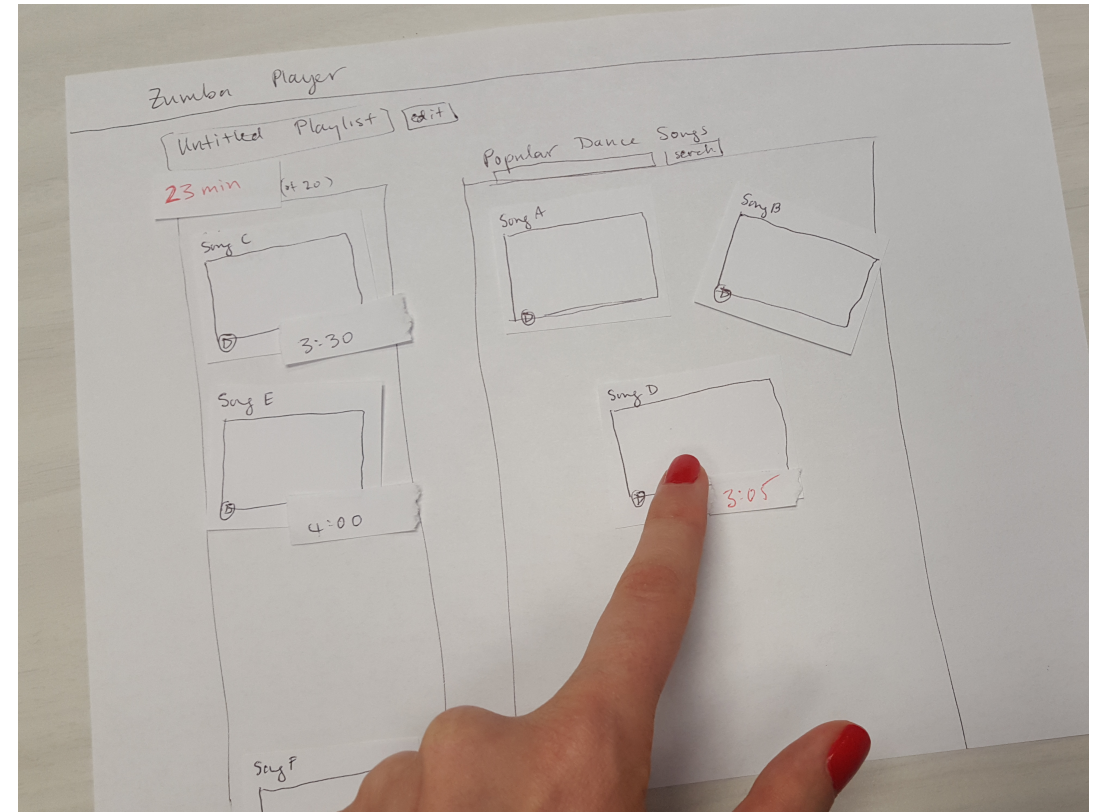 Zumba Player
Untitled Playlist edit
23 min (of 20)
Song C
3:30
Song E
4:00
Song F
Popular Dance Songs
serch
Song A
D
Song B
Song D
3:05